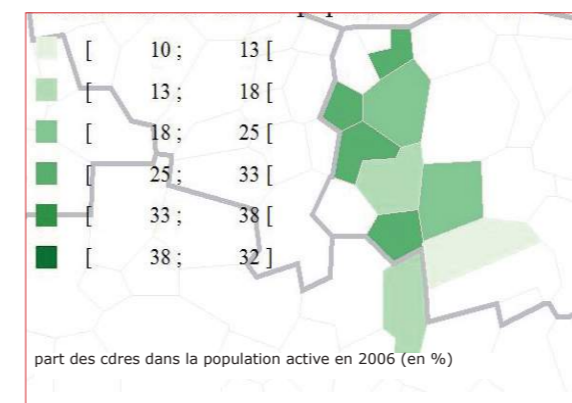 [ 10 ; 13 [
[ 13 ; 18 [
[ 18 ; 25 [
[ 25 ; 33 [
[ 33 ; 38 [
[ 38 ; 32 ]
part des cdres dans la population active en 2006 (en %)